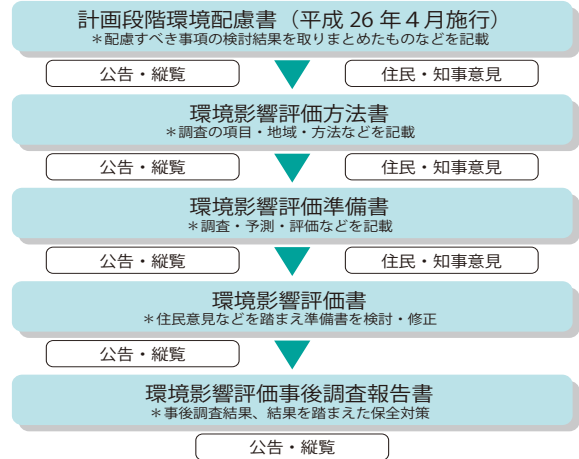 計画段階環境配慮書（平成 26 年 4 月施行）
＊配慮すべき事項の検討結果を取りまとめたものなどを記載
公告・縦覧
住民・知事意見
環境影響評価方法書
＊調査の項目・地域・方法などを記載
公告・縦覧
住民・知事意見
環境影響評価準備書
＊調査・予測・評価などを記載
公告・縦覧
住民・知事意見
環境影響評価書
＊住民意見などを踏まえ準備書を検討・修正
公告・縦覧
環境影響評価事後調査報告書
＊事後調査結果、結果を踏まえた保全対策
公告・縦覧